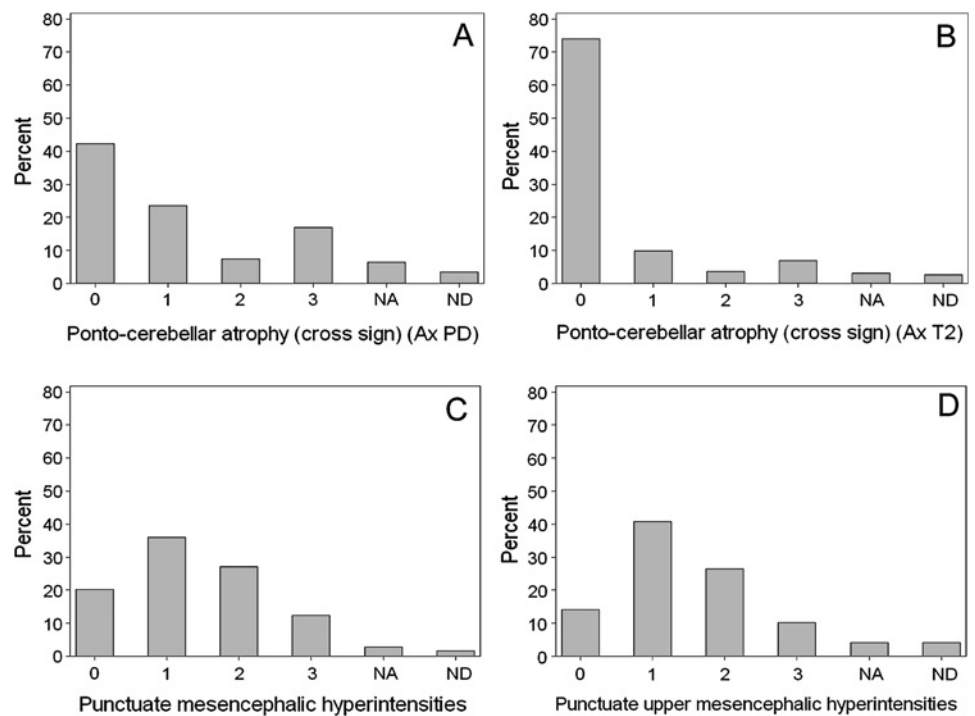 A
80
70
60
50
40
30
20
10
0
Percent
0 1 2 3 NA ND
Ponto-cerebellar atrophy (cross sign) (Ax PD)
B
80
70
60
50
40
30
20
10
0
Percent
0 1 2 3 NA ND
Ponto-cerebellar atrophy (cross sign) (Ax T2)
C
80
70
60
50
40
30
20
10
0
Percent
0 1 2 3 NA ND
Punctuate mesencephalic hyperintensities
D
80
70
60
50
40
30
20
10
0
Percent
0 1 2 3 NA ND
Punctuate upper mesencephalic hyperintensities